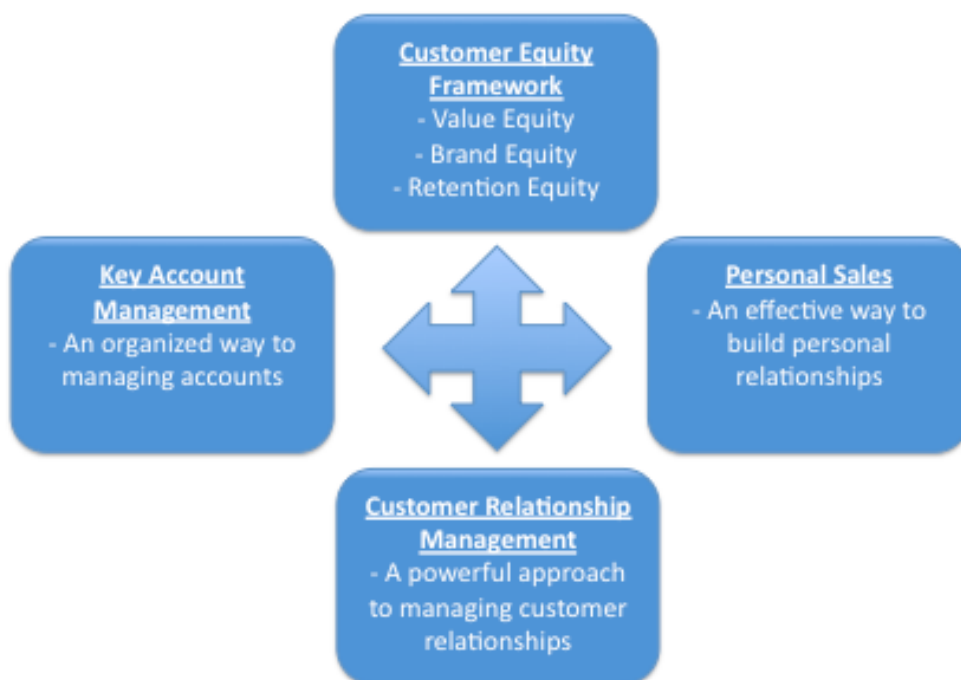 Customer Equity
Framework
- Value Equity
- Brand Equity
- Retention Equity
Key Account
Management
- An organized way to
managing accounts
Personal Sales
- An effective way to
build personal
relationships
Customer Relationship
Management
- A powerful approach
to managing customer
relationships